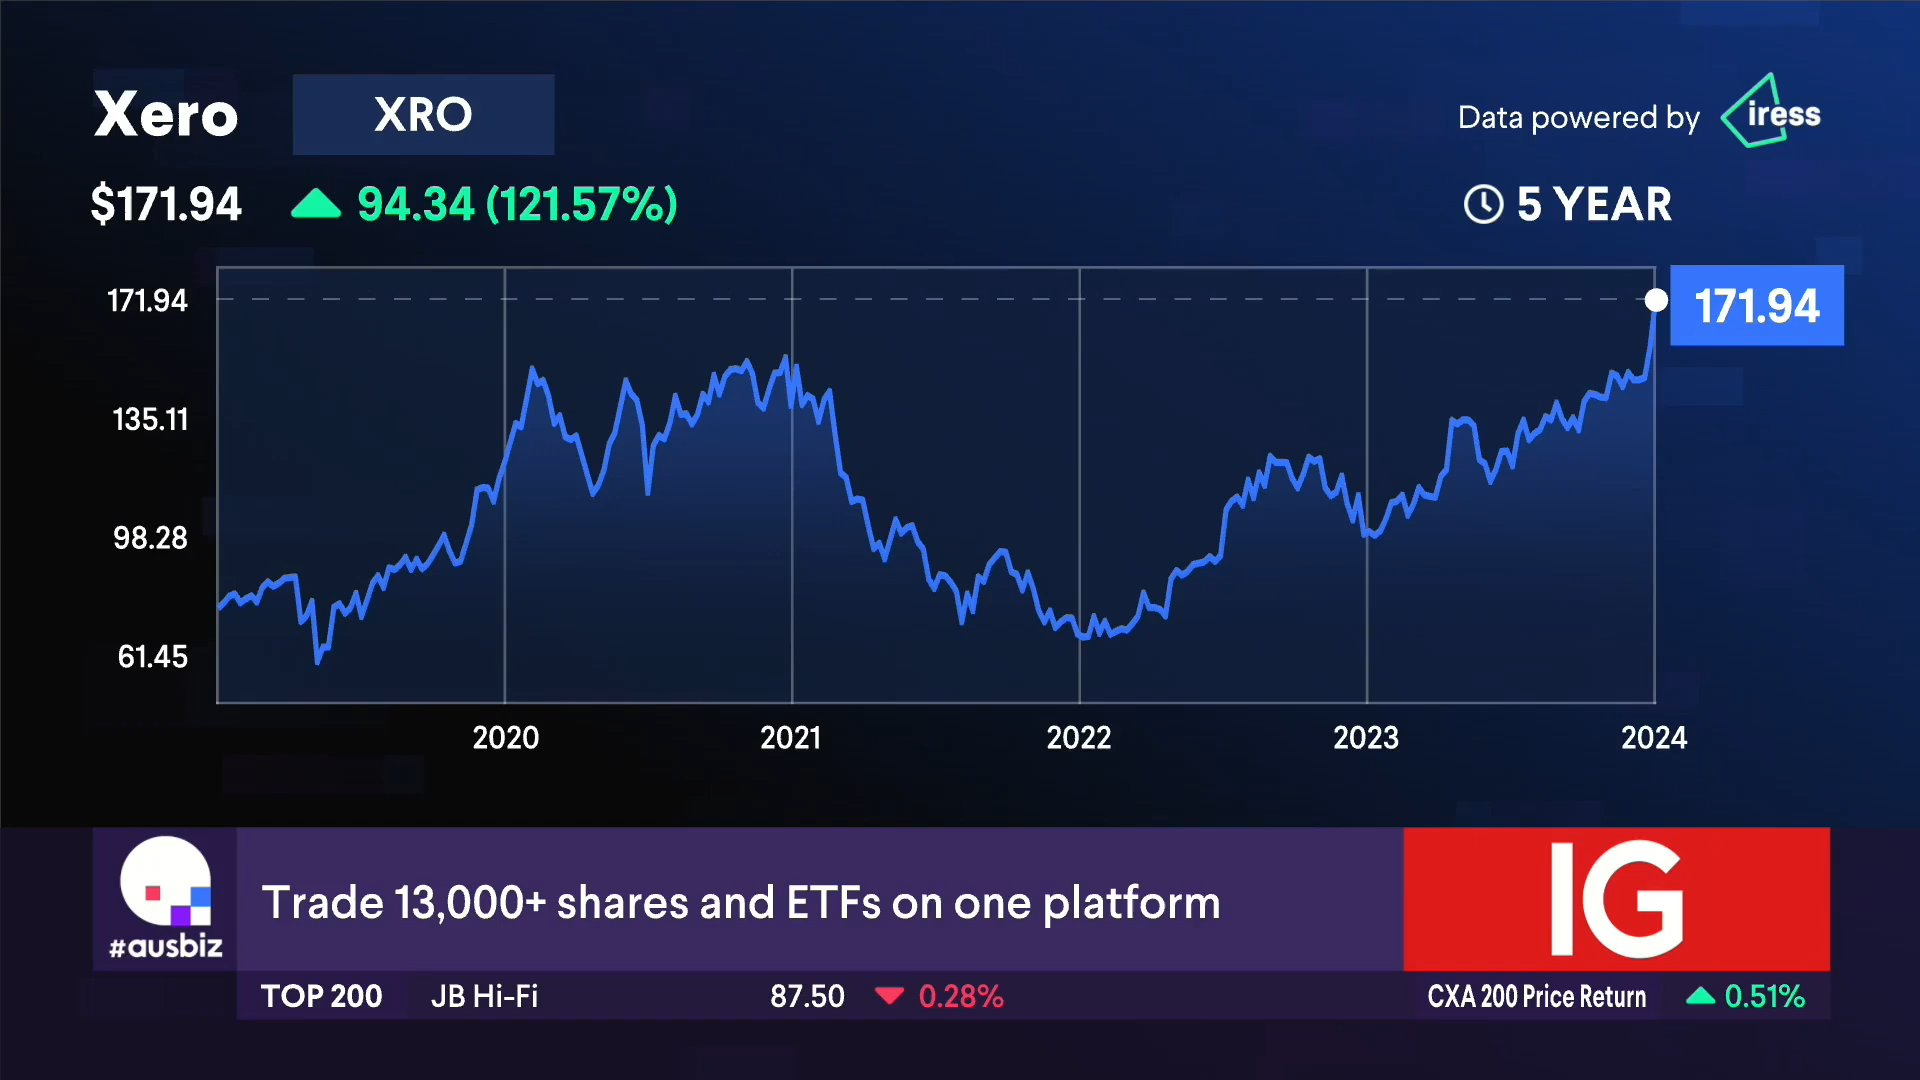 Xero XRO
Data powered by iress
$171.94 94.34 (121.57%)
5 YEAR
171.94
171.94
135.11
98.28
61.45
2020 2021 2022 2023 2024
#ausbiz
Trade 13,000+ shares and ETFs on one platform
IG
TOP 200 JB Hi-Fi 87.50 0.28%
CXA 200 Price Return 0.51%